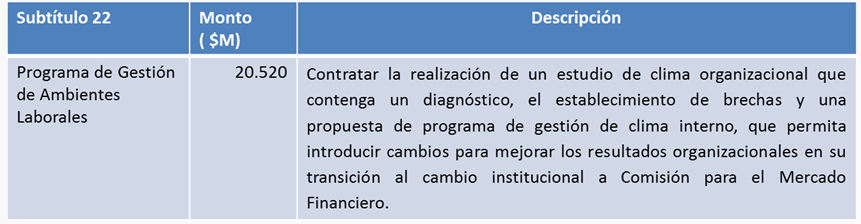 Subtítulo 22
Monto
( $M)
Descripción
Programa de Gestión
de Ambientes
Laborales
20.520
Contratar la realización de un estudio de clima organizacional que
contenga un diagnóstico, el establecimiento de brechas y una
propuesta de programa de gestión de clima interno, que permita
introducir cambios para mejorar los resultados organizacionales en su
transición al cambio institucional a Comisión para el Mercado
Financiero.